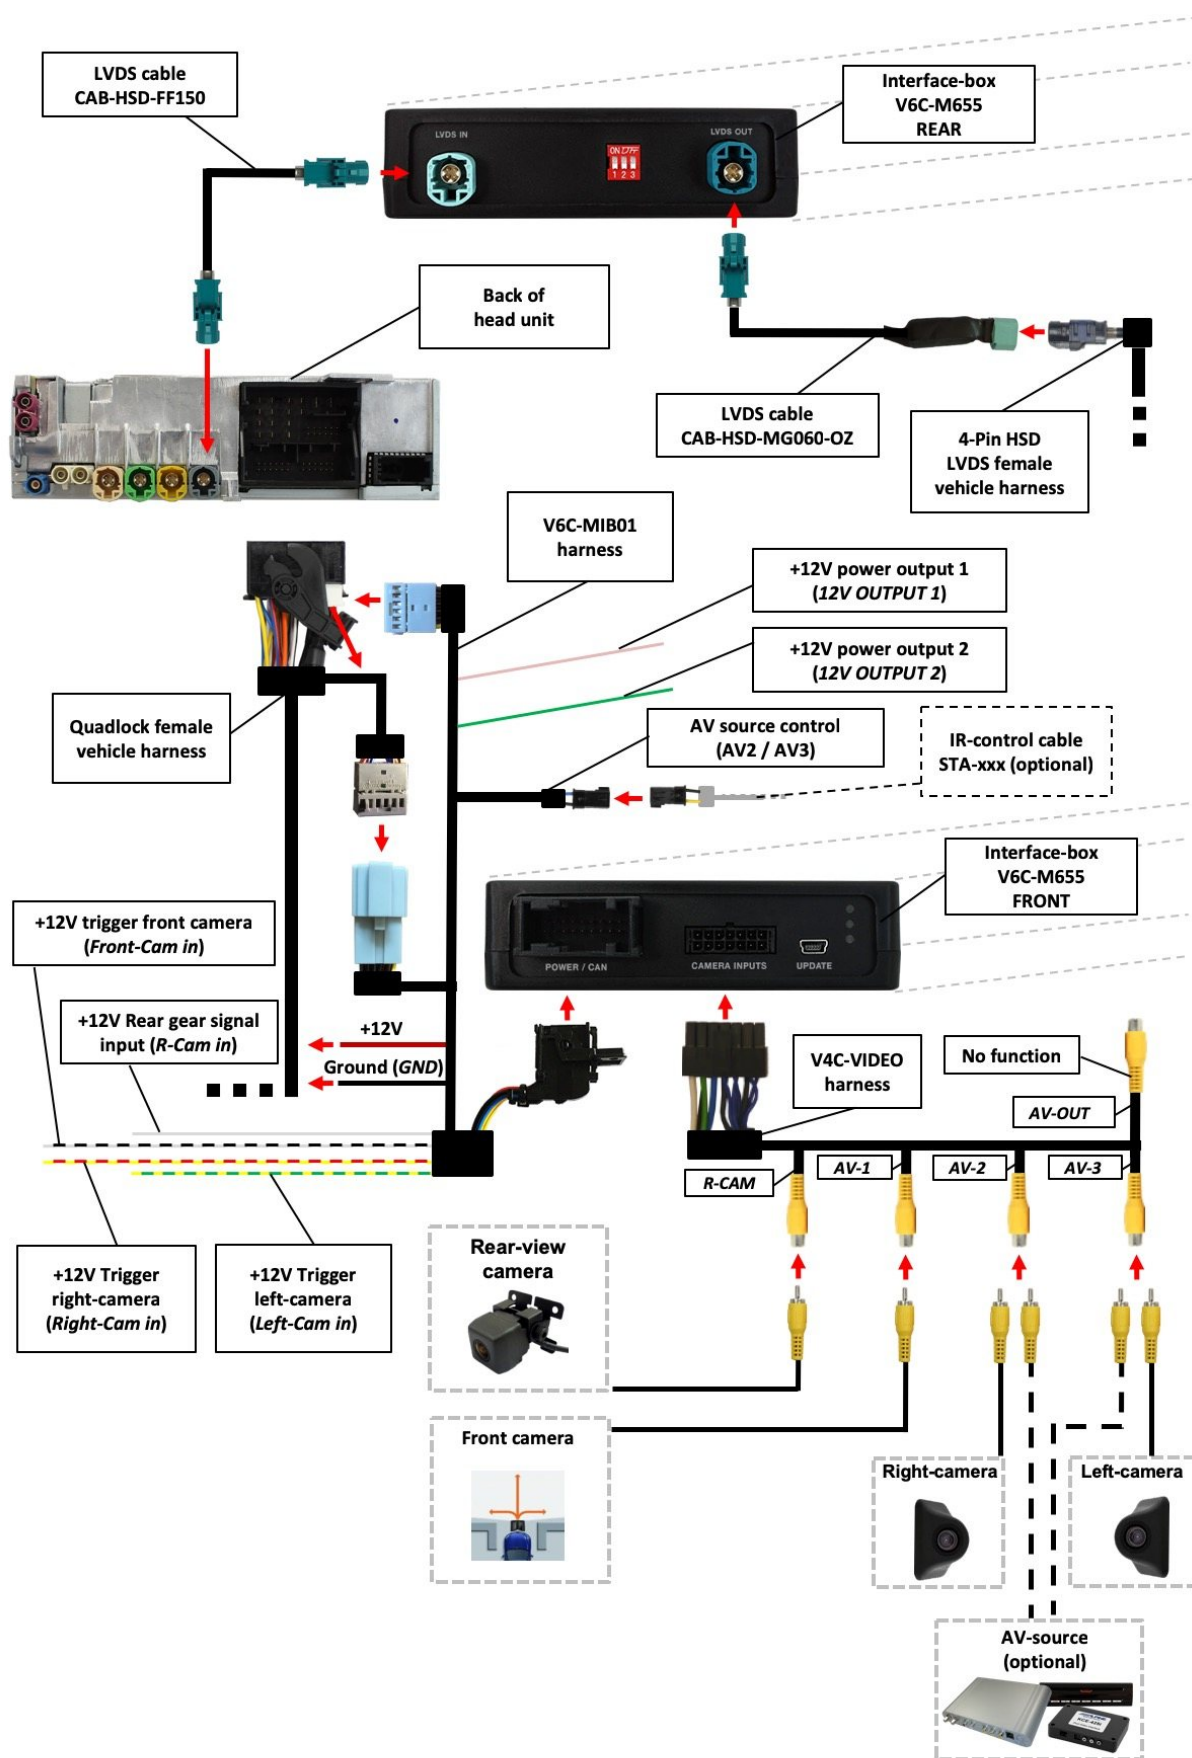 LVDS cable
CAB-HSD-FF150
Interface-box
V6C-M655
REAR
LVDS IN
LVDS OUT
ON
1 2 3
Back of
head unit
LVDS cable
CAB-HSD-MG060-OZ
4-Pin HSD
LVDS female
vehicle harness
V6C-MIB01
harness
+12V power output 1
(12V OUTPUT 1)
+12V power output 2
(12V OUTPUT 2)
Quadlock female
vehicle harness
AV source control
(AV2 / AV3)
IR-control cable
STA-xxx (optional)
Interface-box
V6C-M655
FRONT
+12V trigger front camera
(Front-Cam in)
POWER / CAN
CAMERA INPUTS
UPDATE
+12V Rear gear signal
input (R-Cam in)
+12V
Ground (GND)
V4C-VIDEO
harness
No function
AV-OUT
R-CAM
AV-1
AV-2
AV-3
+12V Trigger
right-camera
(Right-Cam in)
+12V Trigger
left-camera
(Left-Cam in)
Rear-view
camera
Front camera
Right-camera
Left-camera
AV-source
(optional)